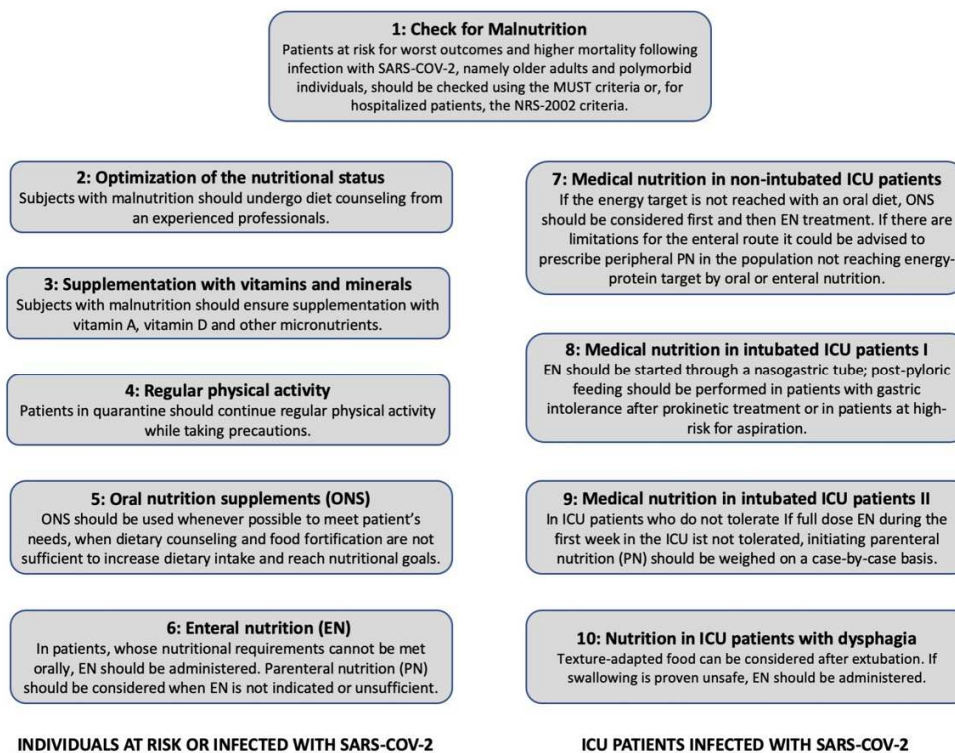 1: Check for Malnutrition
Patients at risk for worst outcomes and higher mortality following
infection with SARS-COV-2, namely older adults and polymorbid
individuals, should be checked using the MUST criteria or, for
hospitalized patients, the NRS-2002 criteria.
2: Optimization of the nutritional status
Subjects with malnutrition should undergo diet counseling from
an experienced professionals.
3: Supplementation with vitamins and minerals
Subjects with malnutrition should ensure supplementation with
vitamin A, vitamin D and other micronutrients.
4: Regular physical activity
Patients in quarantine should continue regular physical activity
while taking precautions.
5: Oral nutrition supplements (ONS)
ONS should be used whenever possible to meet patient's
needs, when dietary counseling and food fortification are not
sufficient to increase dietary intake and reach nutritional goals.
6: Enteral nutrition (EN)
In patients, whose nutritional requirements cannot be met
orally, EN should be administered. Parenteral nutrition (PN)
should be considered when EN is not indicated or unsufficient.
INDIVIDUALS AT RISK OR INFECTED WITH SARS-COV-2
7: Medical nutrition in non-intubated ICU patients
If the energy target is not reached with an oral diet, ONS
should be considered first and then EN treatment. If there are
limitations for the enteral route it could be advised to
prescribe peripheral PN in the population not reaching energy-
protein target by oral or enteral nutrition.
8: Medical nutrition in intubated ICU patients I
EN should be started through a nasogastric tube; post-pyloric
feeding should be performed in patients with gastric
intolerance after prokinetic treatment or in patients at high-
risk for aspiration.
9: Medical nutrition in intubated ICU patients II
In ICU patients who do not tolerate If full dose EN during the
first week in the ICU ist not tolerated, initiating parenteral
nutrition (PN) should be weighed on a case-by-case basis.
10: Nutrition in ICU patients with dysphagia
Texture-adapted food can be considered after extubation. If
swallowing is proven unsafe, EN should be administered.
ICU PATIENTS INFECTED WITH SARS-COV-2